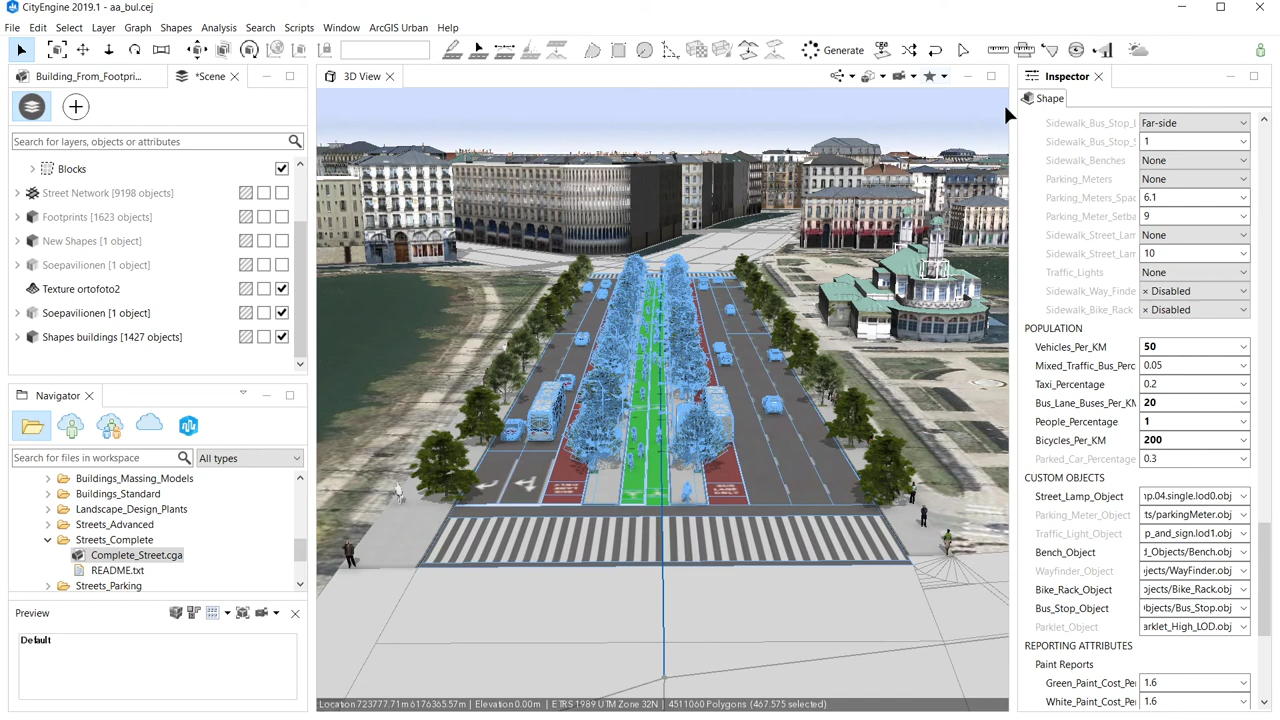 CityEngine 2019.1 - aa_bul.cej
File Edit Select Layer Graph Shapes Analysis Search Scripts Window ArcGIS Urban Help
Generate
Building_From_Footpri... *Scene
3D View
Inspector
Shape
Search for layers, objects or attributes
Blocks
Street Network [9198 objects]
Footprints [1623 objects]
New Shapes [1 object]
Soepavilionen [1 object]
Texture ortofoto2
Soepavilionen [1 object]
Shapes buildings [1427 objects]
Navigator
Search for files in workspace
All types
Buildings_Massing_Models
Buildings_Standard
Landscape_Design_Plants
Streets_Advanced
Streets_Complete
Complete_Street.cga
README.txt
Streets_Parking
Preview
Default
Location 723777.71m 6176365.57m | Elevation 0.00m | ETRS 1989 UTM Zone 32N | 4511060 Polygons (467.575 selected)
Sidewalk_Bus_Stop_L Far-side
Sidewalk_Bus_Stop_ 1
Sidewalk_Benches None
Parking_Meters None
Parking_Meters_Spac 6.1
Parking_Meter_Setba 9
Sidewalk_Street_Lam None
Sidewalk_Street_Lam 10
Traffic_Lights None
Sidewalk_Way_Finde × Disabled
Sidewalk_Bike_Rack × Disabled
POPULATION
Vehicles_Per_KM 50
Mixed_Traffic_Bus_Perc 0.05
Taxi_Percentage 0.2
Bus_Lane_Buses_Per_KM 20
People_Percentage 1
Bicycles_Per_KM 200
Parked_Car_Percentage 0.3
CUSTOM OBJECTS
Street_Lamp_Object np.04.single.lod0.obj
Parking_Meter_Object ts/parkingMeter.obj
Traffic_Light_Object p_and_sign.lod1.obj
Bench_Object d_Objects/Bench.obj
Wayfinder_Object bjects/WayFinder.obj
Bike_Rack_Object bjects/Bike_Rack.obj
Bus_Stop_Object Objects/Bus_Stop.obj
Parklet_Object arklet_High_LOD.obj
REPORTING ATTRIBUTES
Paint Reports
Green_Paint_Cost_Pe 1.6
White_Paint_Cost_Pe 1.6